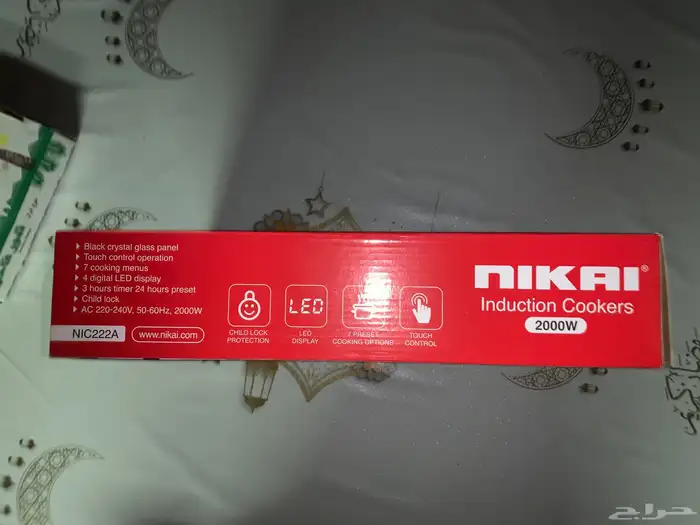 Black crystal glass panel
Touch control operation
7 cooking menus
4 digital LED display
3 hours timer 24 hours preset
Child lock
AC 220-240V, 50-60Hz, 2000W
NIC222A
www.nikai.com
CHILD LOCK
PROTECTION
LED
LED
DISPLAY
7 PRESET
COOKING OPTIONS
TOUCH
CONTROL
NIKAI®
Induction Cookers
2000W
حراج